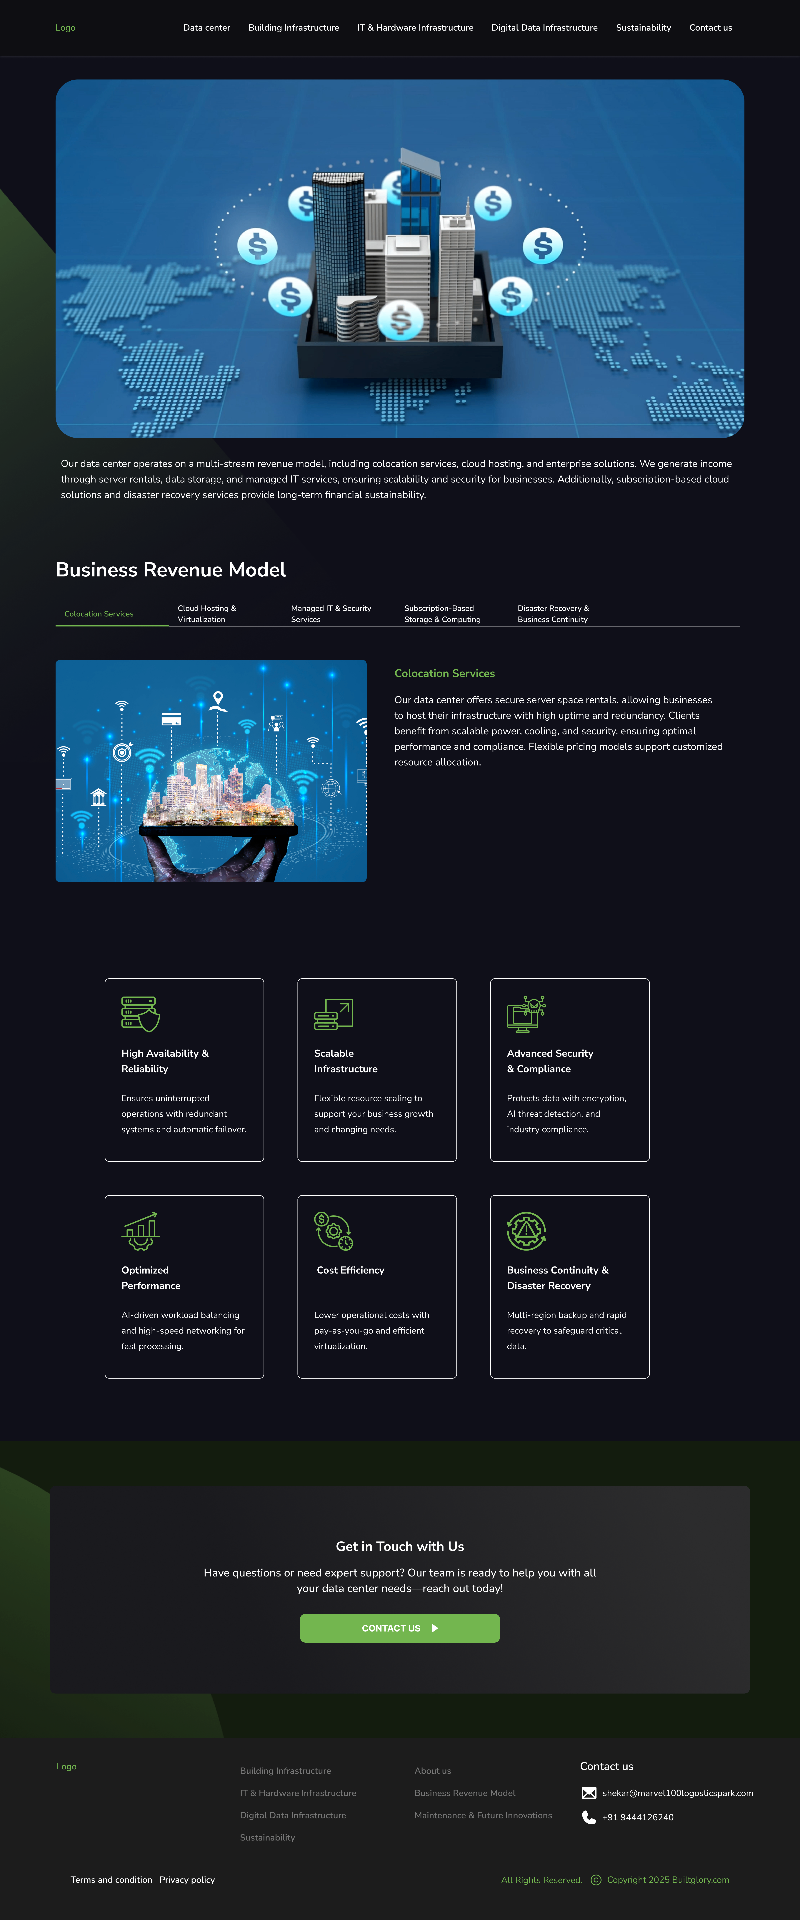 Logo
Data center
Building Infrastructure
IT & Hardware Infrastructure
Digital Data Infrastructure
Sustainability
Contact us
Our data center operates on a multi-stream revenue model, including colocation services, cloud hosting, and enterprise solutions. We generate income
through server rentals, data storage, and managed IT services, ensuring scalability and security for businesses. Additionally, subscription-based cloud
solutions and disaster recovery services provide long-term financial sustainability.
Business Revenue Model
Colocation Services
Cloud Hosting &
Virtualization
Managed IT & Security
Services
Subscription-Based
Storage & Computing
Disaster Recovery &
Business Continuity
Colocation Services
Our data center offers secure server space rentals, allowing businesses
to host their infrastructure with high uptime and redundancy. Clients
benefit from scalable power, cooling, and security, ensuring optimal
performance and compliance. Flexible pricing models support customized
resource allocation.
High Availability &
Reliability
Ensures uninterrupted
operations with redundant
systems and automatic failover.
Scalable
Infrastructure
Flexible resource scaling to
support your business growth
and changing needs.
Advanced Security
& Compliance
Protects data with encryption,
AI threat detection, and
industry compliance.
Optimized
Performance
AI-driven workload balancing
and high-speed networking for
fast processing.
Cost Efficiency
Lower operational costs with
pay-as-you-go and efficient
virtualization.
Business Continuity &
Disaster Recovery
Multi-region backup and rapid
recovery to safeguard critical
data.
Get in Touch with Us
Have questions or need expert support? Our team is ready to help you with all
your data center needs—reach out today!
CONTACT US
Logo
Building Infrastructure
IT & Hardware Infrastructure
Digital Data Infrastructure
Sustainability
About us
Business Revenue Model
Maintenance & Future Innovations
Contact us
shekar@marvel100logosticspark.com
+91 9444126240
Terms and condition
Privacy policy
All Rights Reserved.
© Copyright 2025 Builtglory.com